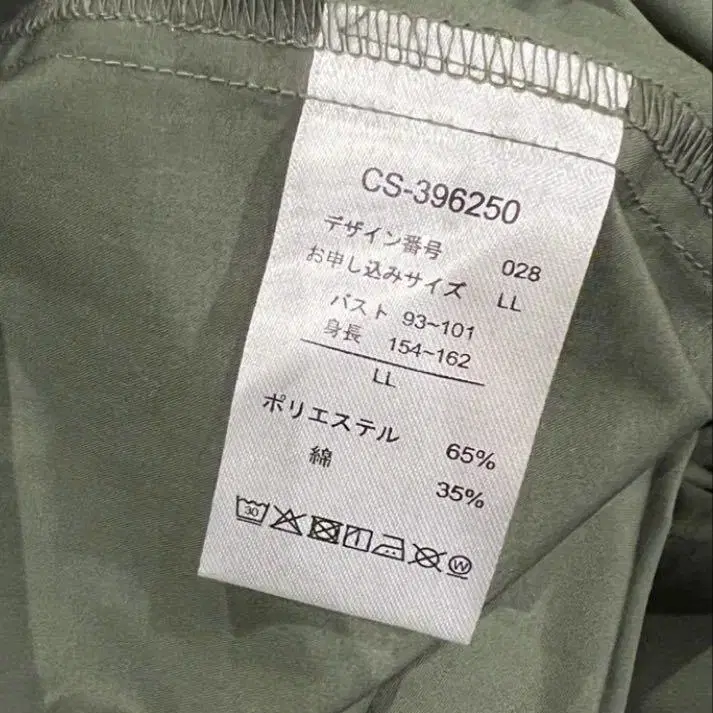 CS-396250
デザイン番号 028
お申し込みサイズ LL
バスト 93~101
身長 154~162
LL
ポリエステル 65%
綿 35%
30 W